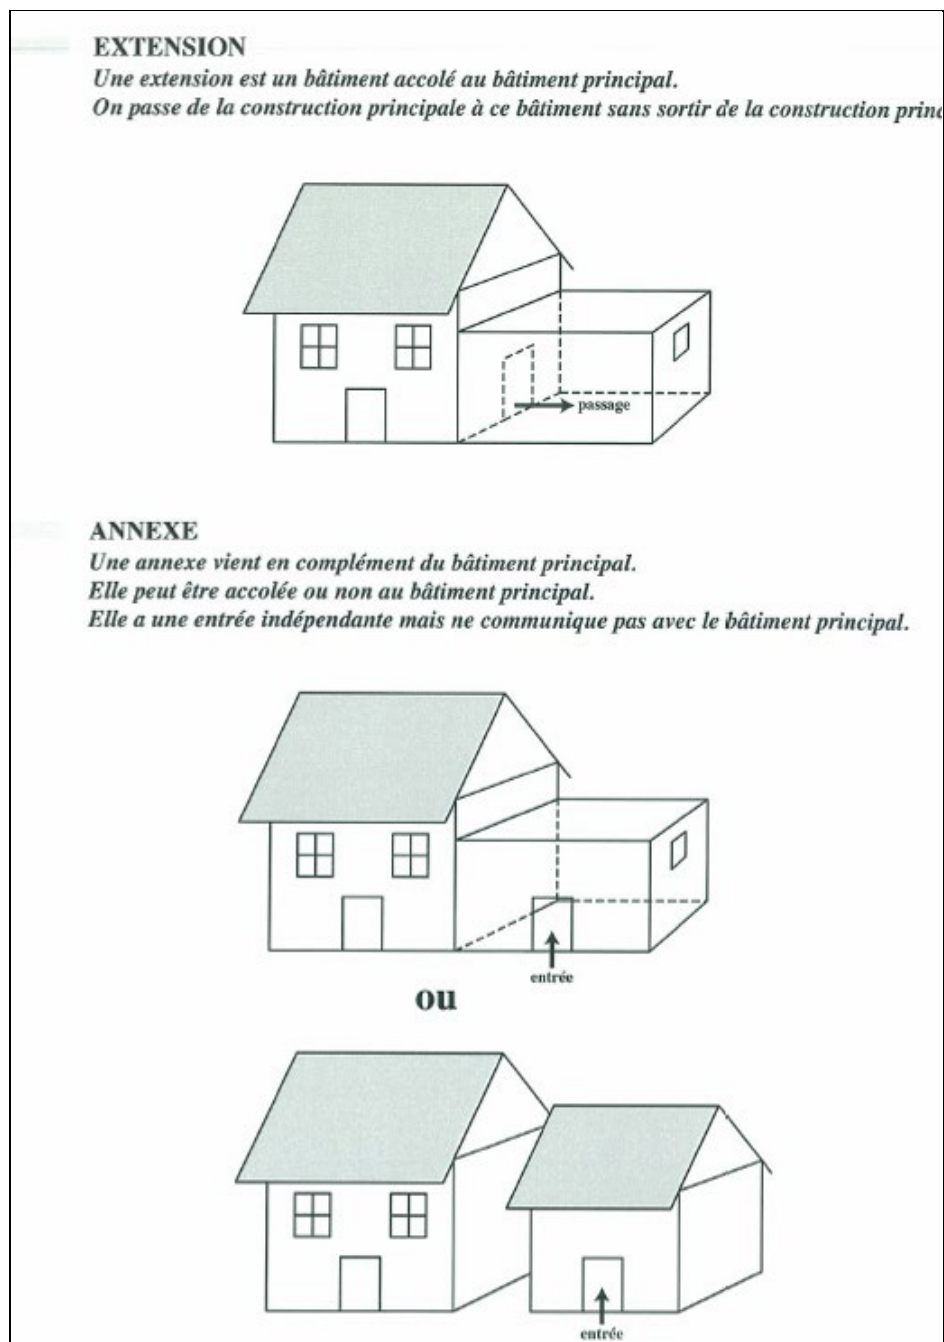 EXTENSION
Une extension est un bâtiment accolé au bâtiment principal.
On passe de la construction principale à ce bâtiment sans sortir de la construction princ
passage
ANNEXE
Une annexe vient en complément du bâtiment principal.
Elle peut être accolée ou non au bâtiment principal.
Elle a une entrée indépendante mais ne communique pas avec le bâtiment principal.
entrée
ou
entrée